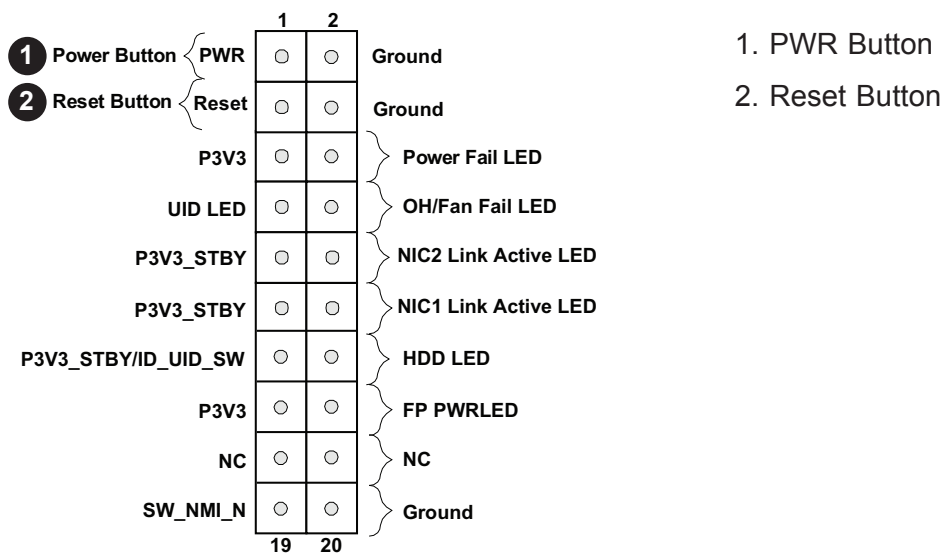 1 2
1 Power Button PWR Ground
2 Reset Button Reset Ground
P3V3 Power Fail LED
UID LED OH/Fan Fail LED
P3V3_STBY NIC2 Link Active LED
P3V3_STBY NIC1 Link Active LED
P3V3_STBY/ID_UID_SW HDD LED
P3V3 FP PWRLED
NC NC
SW_NMI_N Ground
19 20
1. PWR Button
2. Reset Button